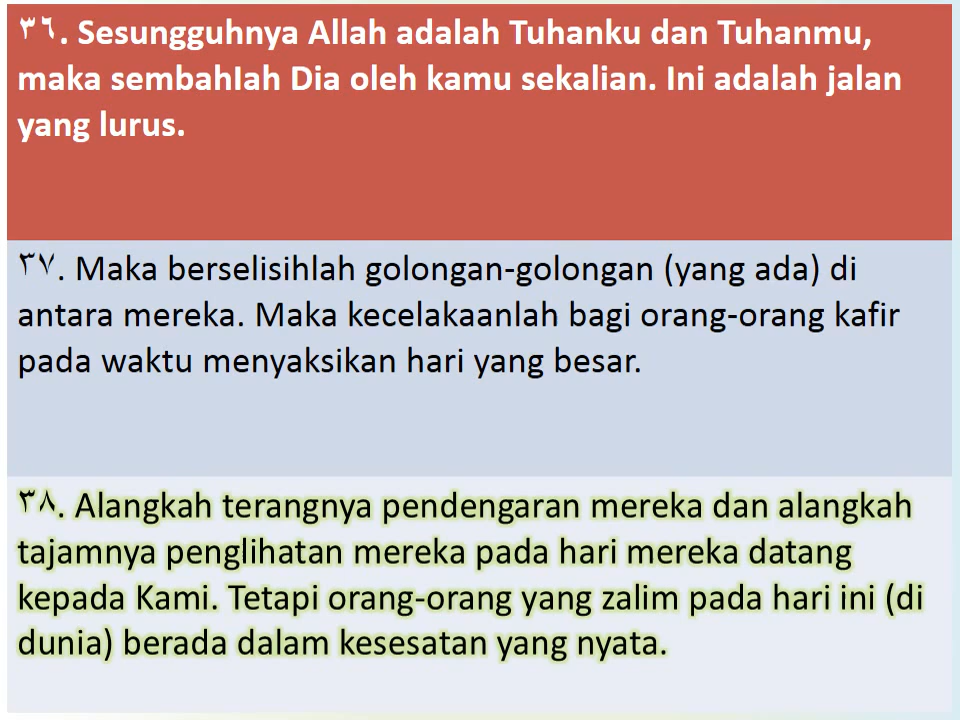 ٣٦. Sesungguhnya Allah adalah Tuhanku dan Tuhanmu,
maka sembahIah Dia oleh kamu sekalian. Ini adalah jalan
yang lurus.
٣٧. Maka berselisihlah golongan-golongan (yang ada) di
antara mereka. Maka kecelakaanlah bagi orang-orang kafir
pada waktu menyaksikan hari yang besar.
٣٨. Alangkah terangnya pendengaran mereka dan alangkah
tajamnya penglihatan mereka pada hari mereka datang
kepada Kami. Tetapi orang-orang yang zalim pada hari ini (di
dunia) berada dalam kesesatan yang nyata.